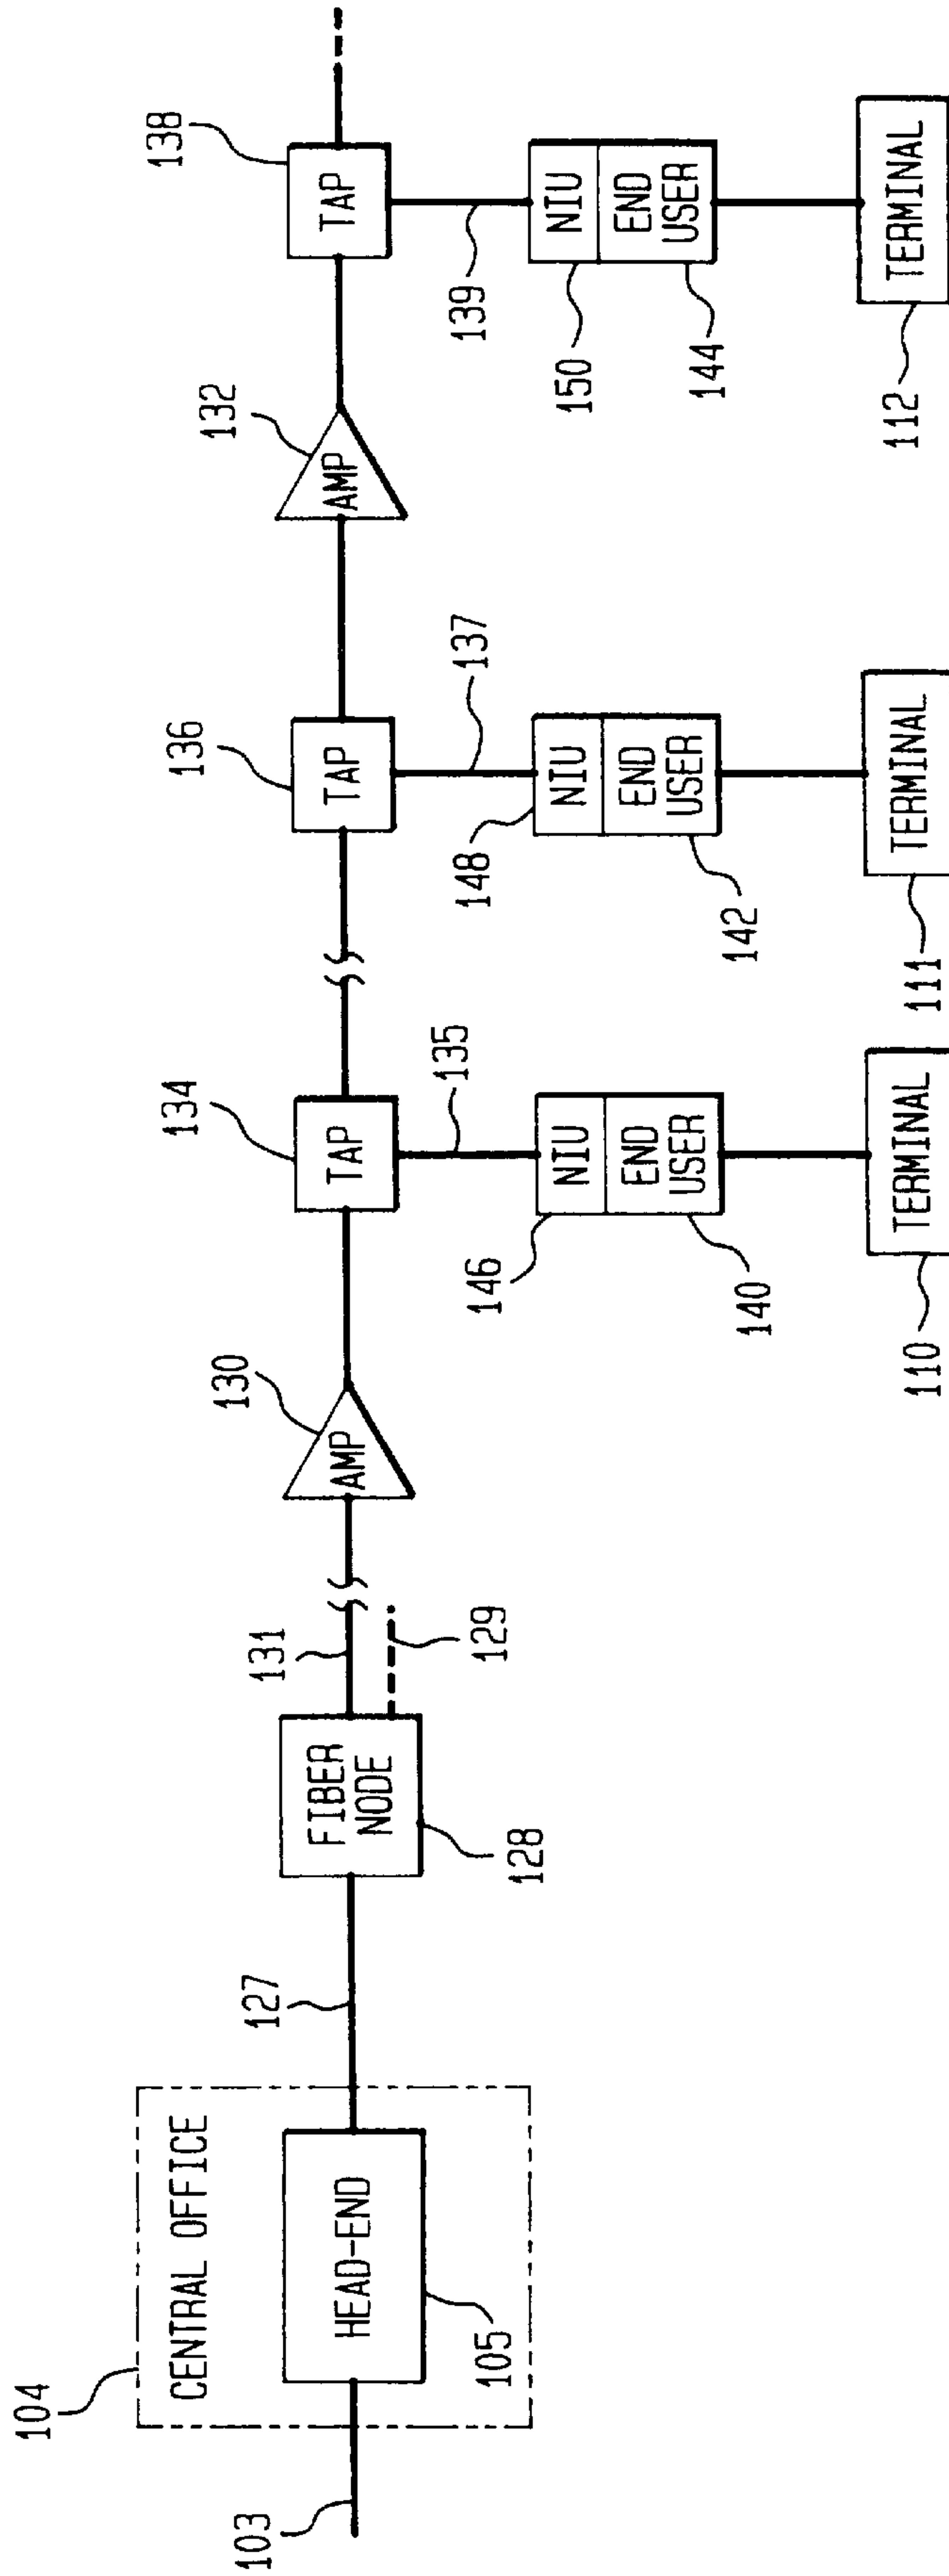 104
CENTRAL OFFICE
103
HEAD-END
105
127
FIBER
NODE
128
131
129
130
AMP
134
TAP
135
146
NIU
END
USER
140
110
TERMINAL
136
TAP
137
148
NIU
END
USER
142
111
TERMINAL
132
AMP
138
TAP
139
150
NIU
END
USER
144
112
TERMINAL